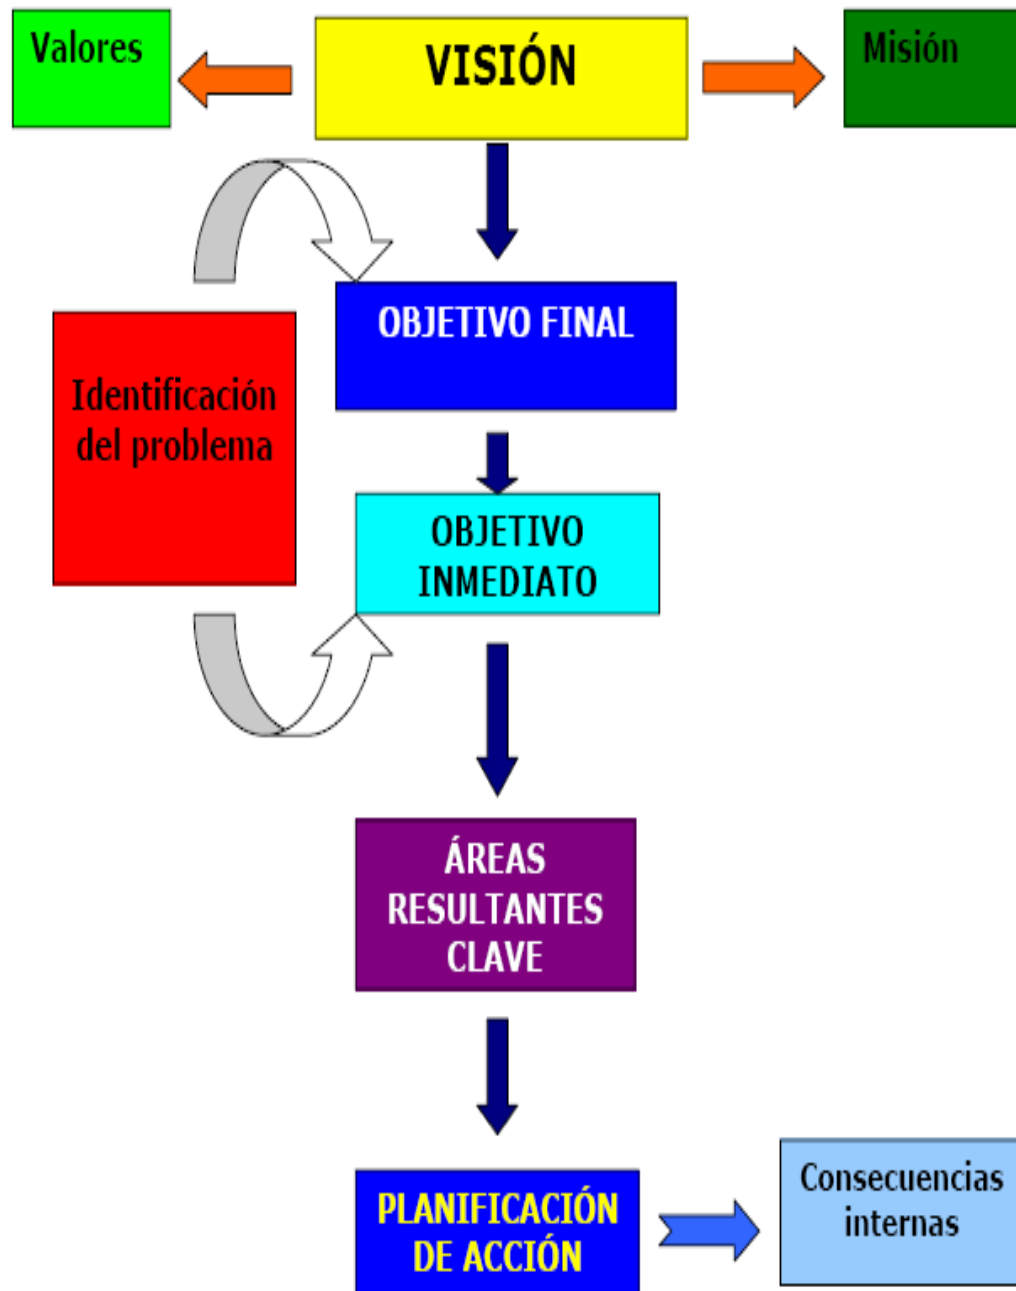 Valores
VISIÓN
Misión
OBJETIVO FINAL
Identificación
del problema
OBJETIVO
INMEDIATO
ÁREAS
RESULTANTES
CLAVE
PLANIFICACIÓN
DE ACCIÓN
Consecuencias
internas